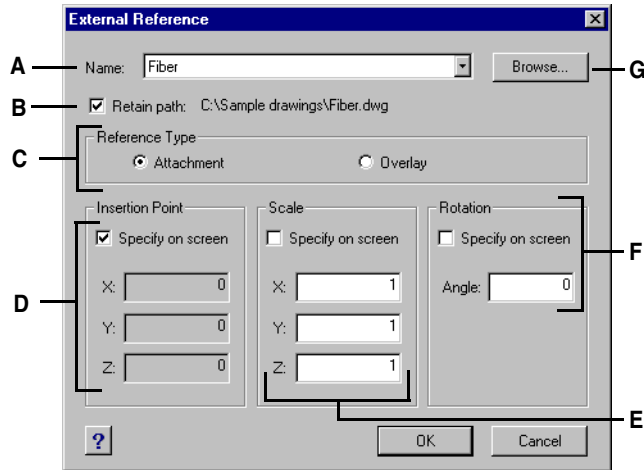 External Reference
A Name: Fiber Browse... G
B Retain path: C:\Sample drawings\Fiber.dwg
C Reference Type
Attachment Overlay
Insertion Point Scale Rotation
Specify on screen Specify on screen Specify on screen F
D X: 0 X: 1 Angle: 0
Y: 0 Y: 1
Z: 0 Z: 1
E
? OK Cancel